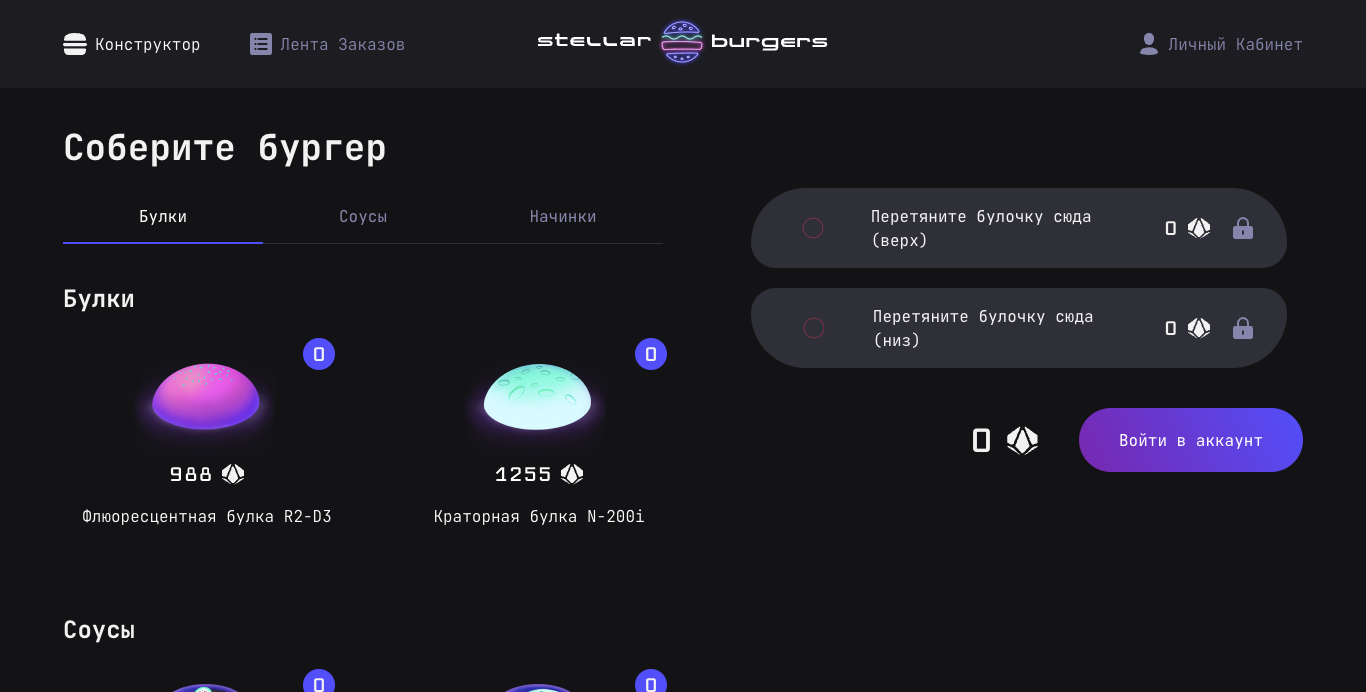 Конструктор
Лента Заказов
stellar burgers
Личный Кабинет
Соберите бургер
Булки
Соусы
Начинки
Булки
0
988
Флюоресцентная булка R2-D3
0
1255
Краторная булка N-200i
Соусы
0
0
Перетяните булочку сюда
(верх)
0
Перетяните булочку сюда
(низ)
0
0
Войти в аккаунт